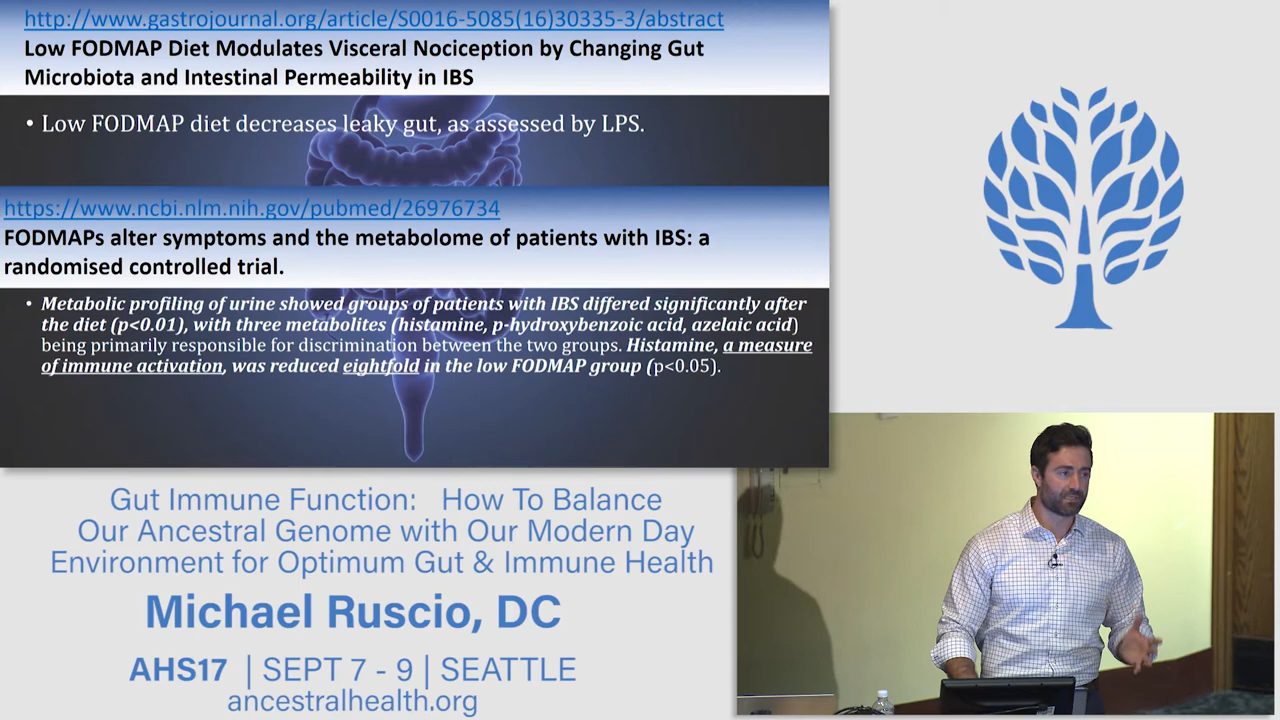 http://www.gastrojournal.org/article/S0016-5085(16)30335-3/abstract
Low FODMAP Diet Modulates Visceral Nociception by Changing Gut
Microbiota and Intestinal Permeability in IBS
• Low FODMAP diet decreases leaky gut, as assessed by LPS.
https://www.ncbi.nlm.nih.gov/pubmed/26976734
FODMAPs alter symptoms and the metabolome of patients with IBS: a
randomised controlled trial.
• Metabolic profiling of urine showed groups of patients with IBS differed significantly after
the diet (p<0.01), with three metabolites (histamine, p-hydroxybenzoic acid, azelaic acid)
being primarily responsible for discrimination between the two groups. Histamine, a measure
of immune activation, was reduced eightfold in the low FODMAP group (p<0.05).
Gut Immune Function: How To Balance
Our Ancestral Genome with Our Modern Day
Environment for Optimum Gut & Immune Health
Michael Ruscio, DC
AHS17 | SEPT 7 - 9 | SEATTLE
ancestralhealth.org